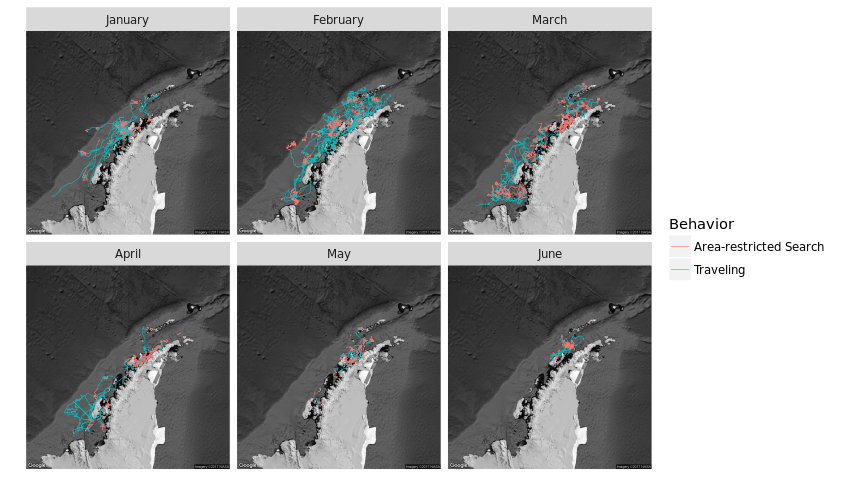 January
February
March
Google
Google
Google
April
May
June
Google
Google
Google
Behavior
Area-restricted Search
Traveling